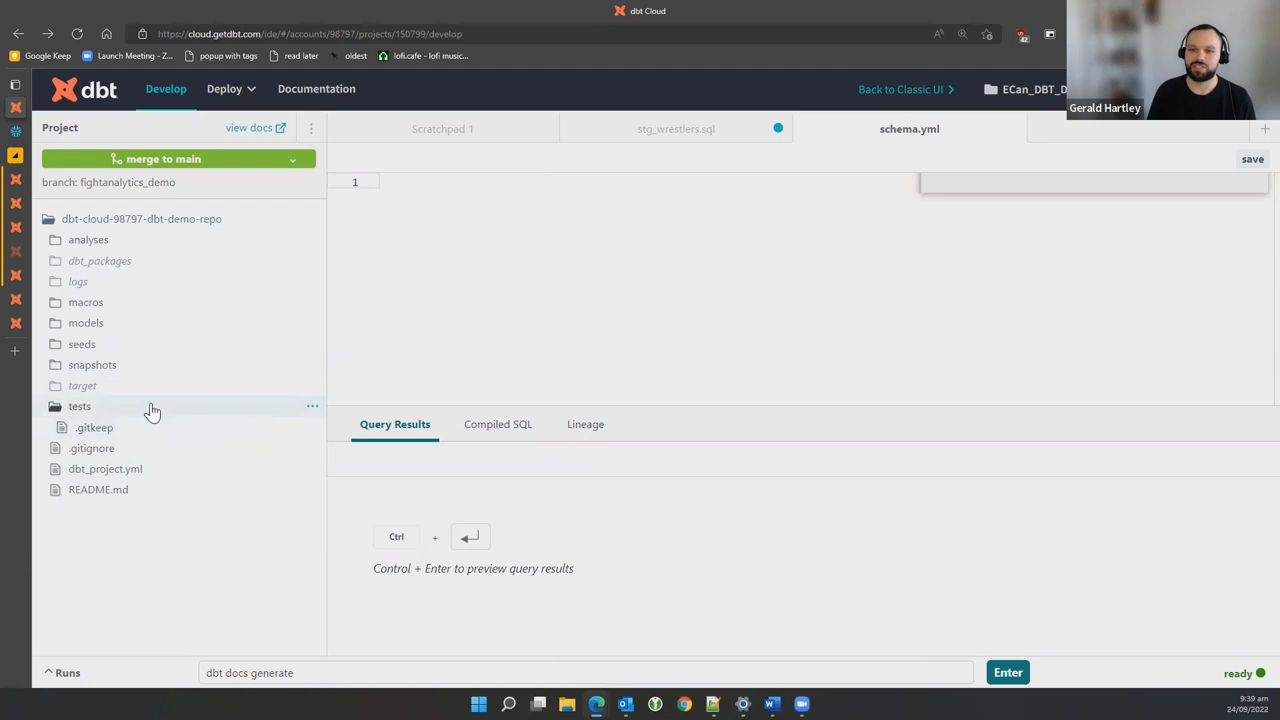 dbt Cloud
https://cloud.getdbt.com/ide/#/accounts/98797/projects/150799/develop
42
Google Keep
Launch Meeting - Z...
popup with tags
read later
oldest
lofi.cafe - lofi music...
dbt
Develop
Deploy
Documentation
Back to Classic UI
ECan_DBT_D
Gerald Hartley
Project
view docs
Scratchpad 1
stg_wrestlers.sql
schema.yml
merge to main
save
branch: fightanalytics_demo
1
dbt-cloud-98797-dbt-demo-repo
analyses
dbt_packages
logs
macros
models
seeds
snapshots
target
tests
.gitkeep
.gitignore
dbt_project.yml
README.md
Query Results
Compiled SQL
Lineage
Ctrl
+
Control + Enter to preview query results
Runs
dbt docs generate
Enter
ready
9:39 am
24/09/2022